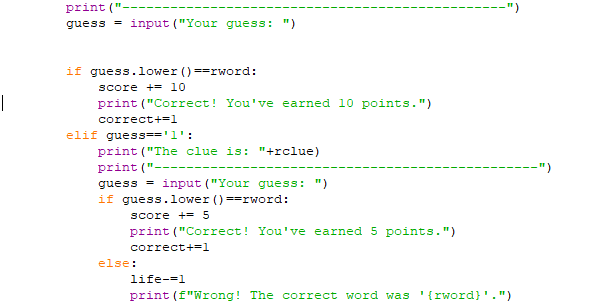 print("------------------------------------------------")
        guess = input("Your guess: ")
        if guess.lower()==rword:
            score += 10
            print("Correct! You've earned 10 points.")
            correct+=1
        elif guess=='1':
            print("The clue is: "+rclue)
            print("------------------------------------------------")
            guess = input("Your guess: ")
            if guess.lower()==rword:
                score += 5
                print("Correct! You've earned 5 points.")
                correct+=1
            else:
                life-=1
                print(f"Wrong! The correct word was '{rword}'.")